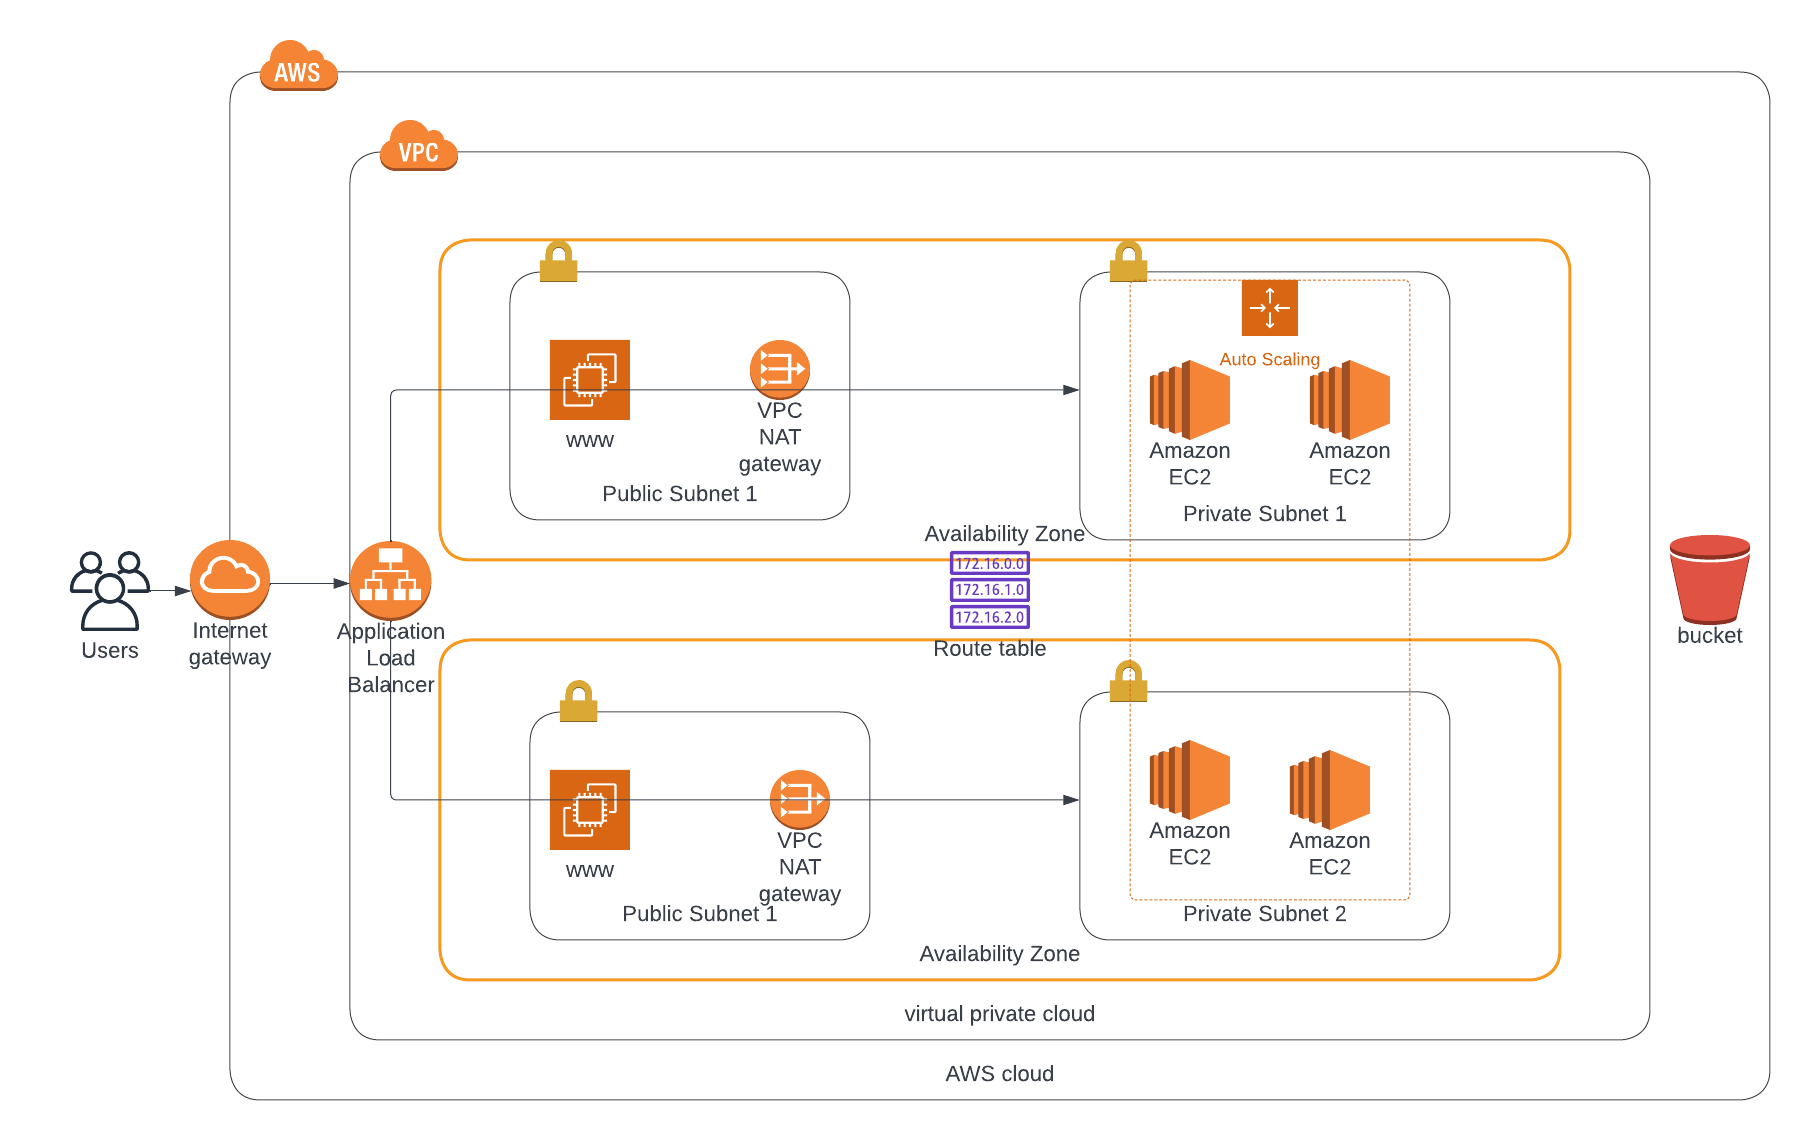 AWS
VPC
Auto Scaling
www
VPC
NAT
gateway
Public Subnet 1
Amazon
EC2
Amazon
EC2
Private Subnet 1
Availability Zone
172.16.0.0
172.16.1.0
172.16.2.0
Route table
Users
Internet
gateway
Application
Load
Balancer
bucket
www
VPC
NAT
gateway
Public Subnet 1
Amazon
EC2
Amazon
EC2
Private Subnet 2
Availability Zone
virtual private cloud
AWS cloud